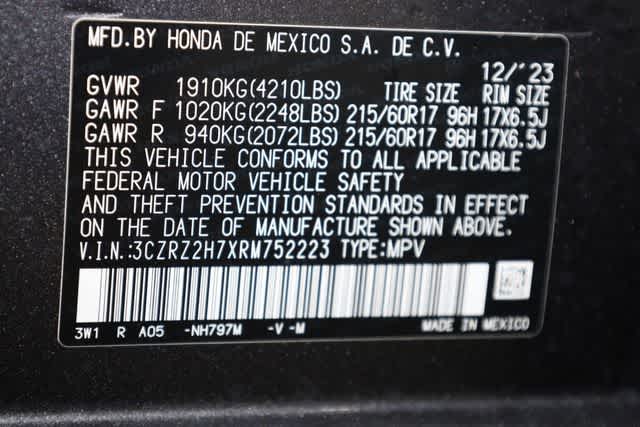 MFD.BY HONDA DE MEXICO S.A. DE C.V.
12/'23
GVWR 1910KG(4210LBS) TIRE SIZE RIM SIZE
GAWR F 1020KG(2248LBS) 215/60R17 96H 17X6.5J
GAWR R 940KG(2072LBS) 215/60R17 96H 17X6.5J
THIS VEHICLE CONFORMS TO ALL APPLICABLE
FEDERAL MOTOR VEHICLE SAFETY
AND THEFT PREVENTION STANDARDS IN EFFECT
ON THE DATE OF MANUFACTURE SHOWN ABOVE.
V.I.N.:3CZRZ2H7XRM752223 TYPE:MPV
3W1 R A05 -NH797M -V -M MADE IN MEXICO